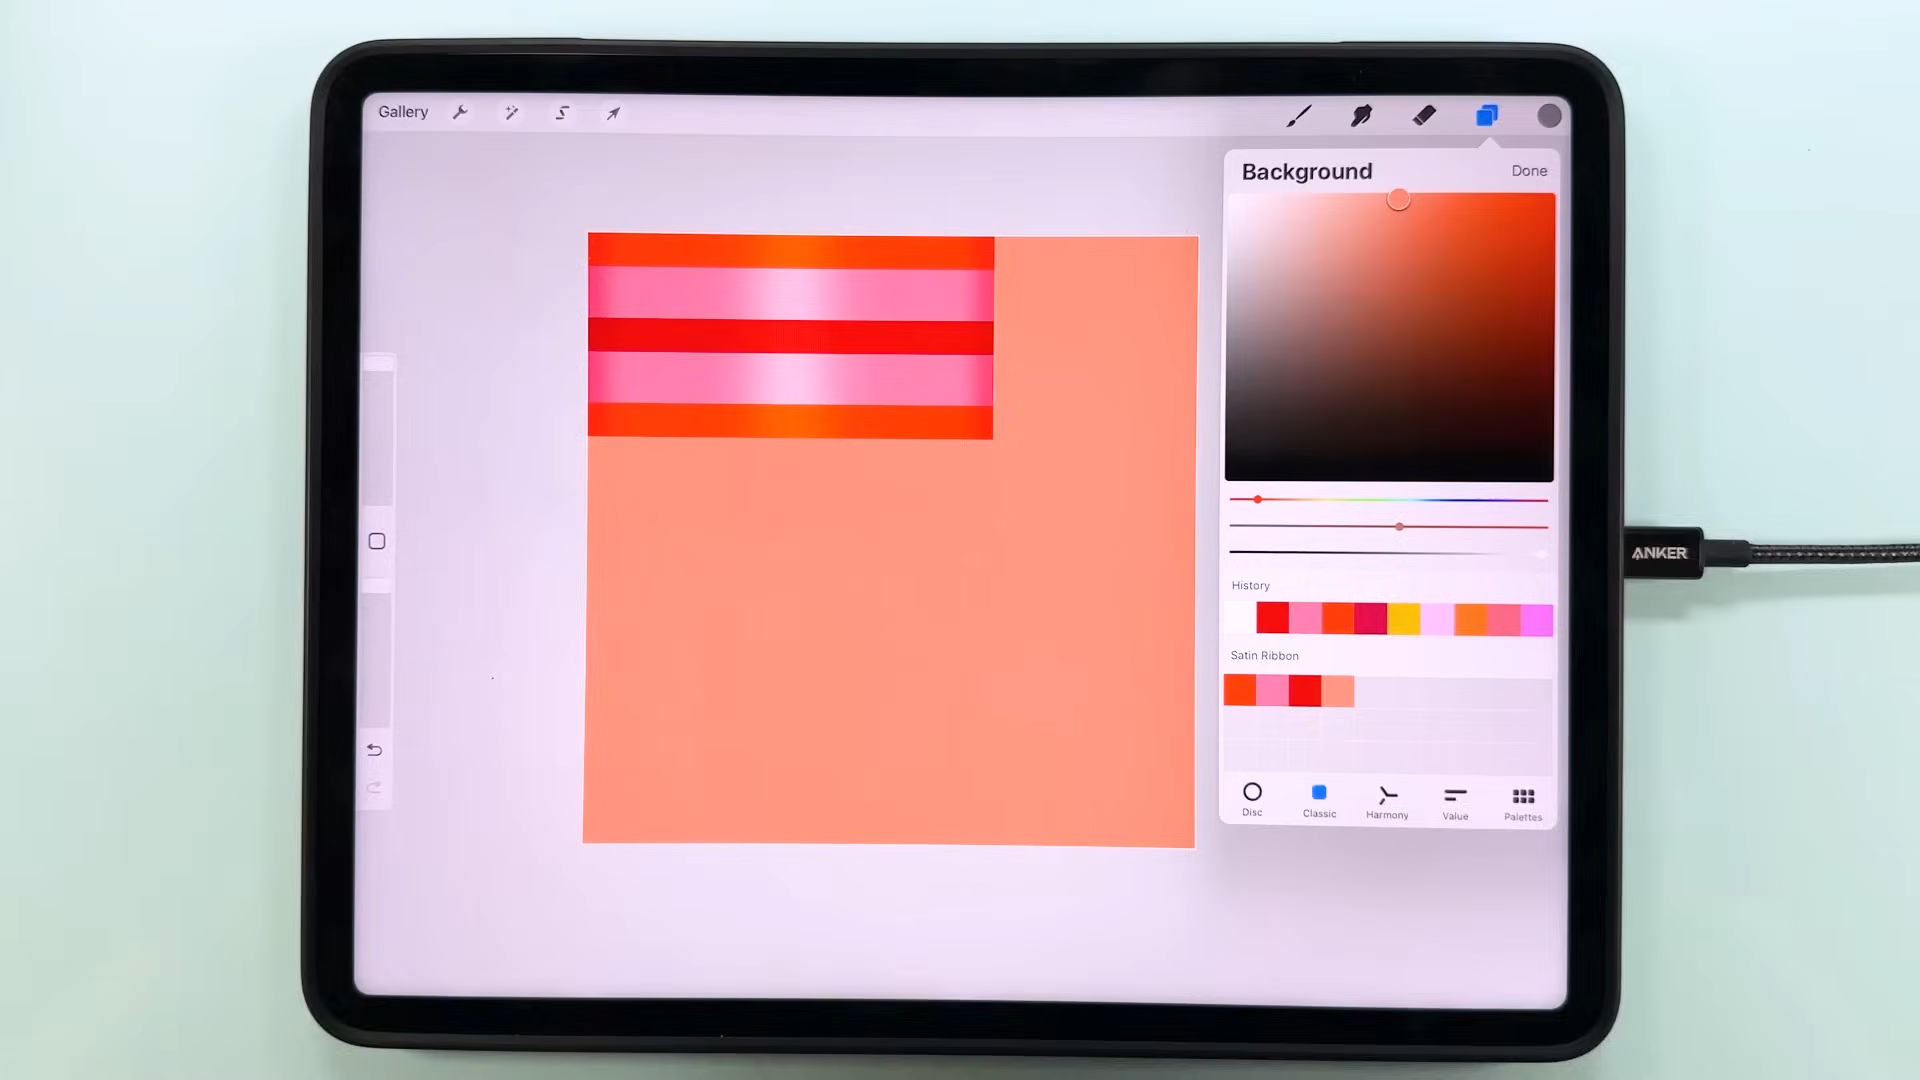 Gallery
Background
Done
ANKER
History
Satin Ribbon
Disc
Classic
Harmony
Value
Palettes